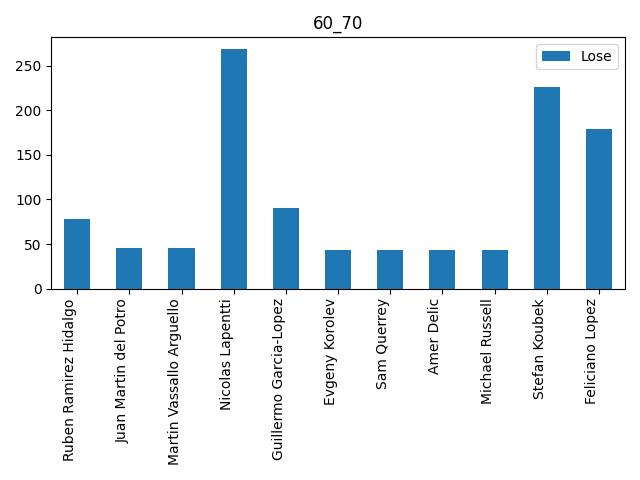 60_70
Lose
250
200
150
100
50
0
Ruben Ramirez Hidalgo
Juan Martin del Potro
Martin Vassallo Arguello
Nicolas Lapentti
Guillermo Garcia-Lopez
Evgeny Korolev
Sam Querrey
Amer Delic
Michael Russell
Stefan Koubek
Feliciano Lopez